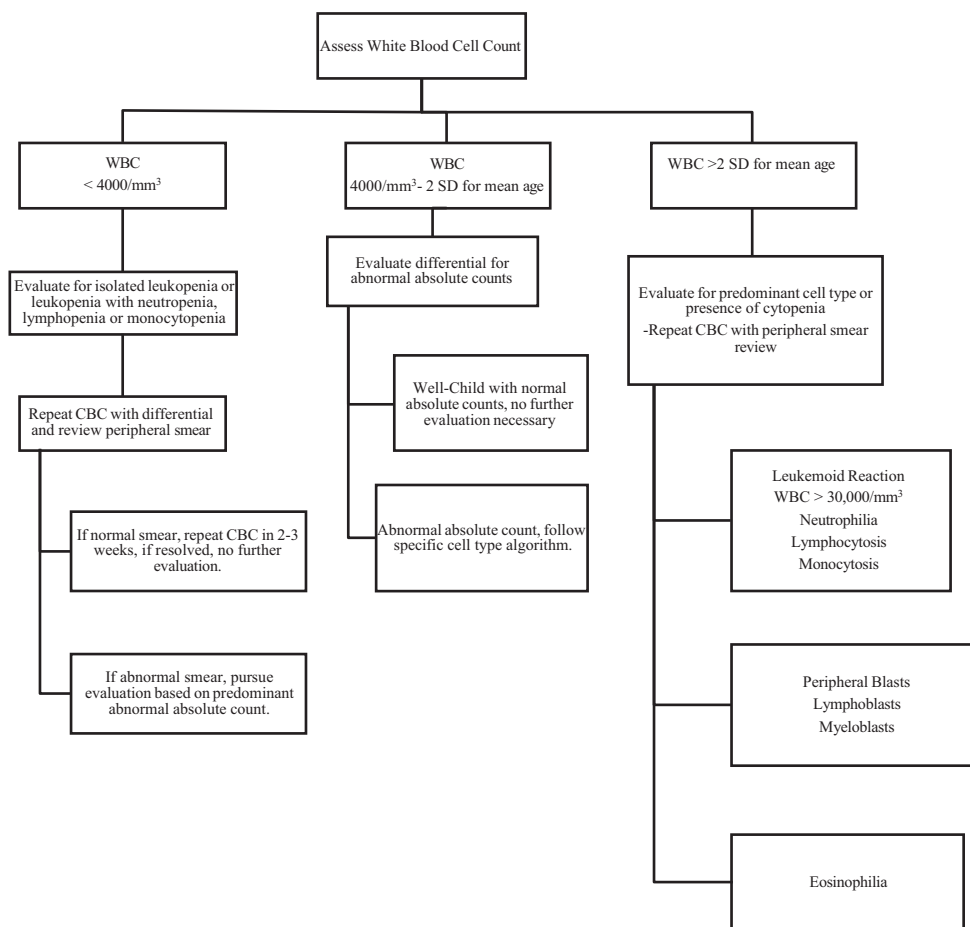 Assess White Blood Cell Count
WBC
< 4000/mm³
WBC
4000/mm³- 2 SD for mean age
WBC >2 SD for mean age
Evaluate for isolated leukopenia or
leukopenia with neutropenia,
lymphopenia or monocytopenia
Evaluate differential for
abnormal absolute counts
Evaluate for predominant cell type or
presence of cytopenia
-Repeat CBC with peripheral smear
review
Repeat CBC with differential
and review peripheral smear
Well-Child with normal
absolute counts, no further
evaluation necessary
Abnormal absolute count, follow
specific cell type algorithm.
If normal smear, repeat CBC in 2-3
weeks, if resolved, no further
evaluation.
If abnormal smear, pursue
evaluation based on predominant
abnormal absolute count.
Leukemoid Reaction
WBC > 30,000/mm³
Neutrophilia
Lymphocytosis
Monocytosis
Peripheral Blasts
Lymphoblasts
Myeloblasts
Eosinophilia